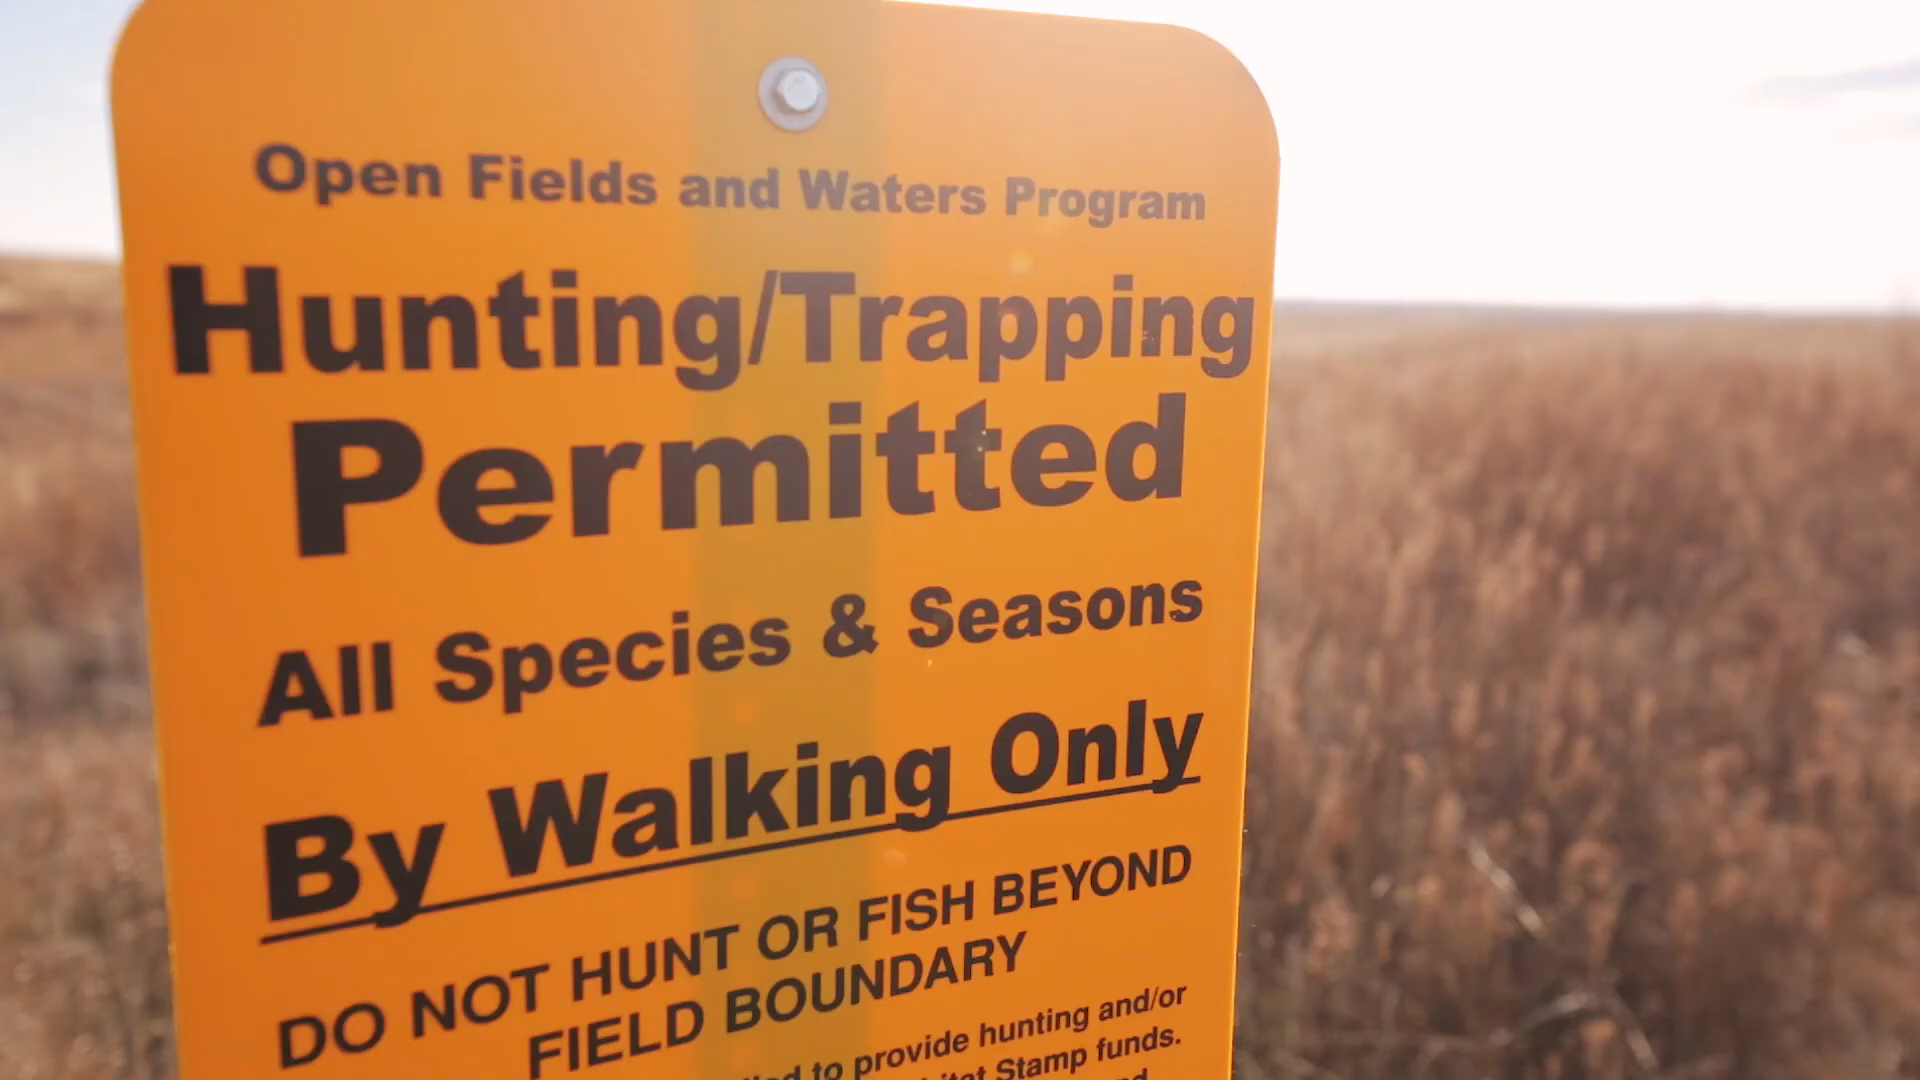 Open Fields and Waters Program
Hunting/Trapping
Permitted
All Species & Seasons
By Walking Only
DO NOT HUNT OR FISH BEYOND
FIELD BOUNDARY
to provide hunting and/or
Stamp funds.